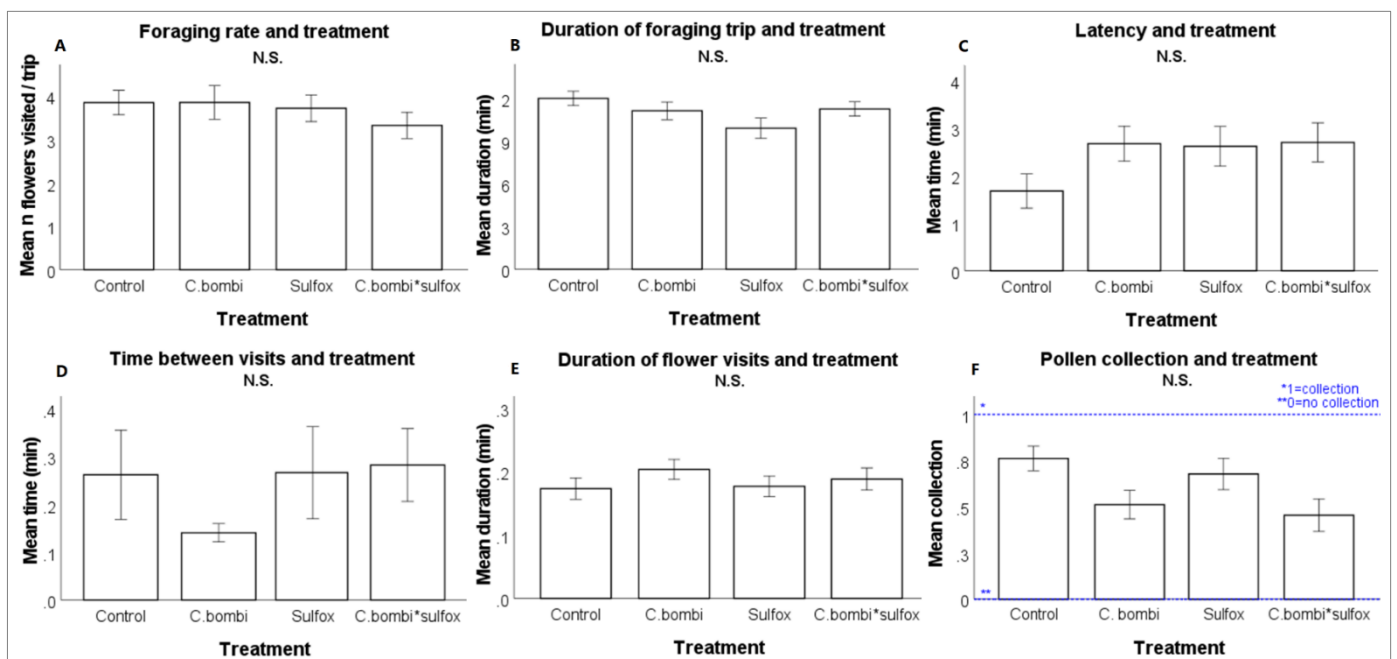 A
Foraging rate and treatment
N.S.
Mean n flowers visited / trip
4
3
2
1
0
Control
C.bombi
Sulfox
C.bombi*sulfox
Treatment
B
Duration of foraging trip and treatment
N.S.
Mean duration (min)
2
9
6
3
0
Control
C.bombi
Sulfox
C.bombi*sulfox
Treatment
C
Latency and treatment
N.S.
Mean time (min)
4
3
2
1
0
Control
C.bombi
Sulfox
C.bombi*sulfox
Treatment
D
Time between visits and treatment
N.S.
Mean time (min)
.4
.3
.2
.1
.0
Control
C.bombi
Sulfox
C.bombi*sulfox
Treatment
E
Duration of flower visits and treatment
N.S.
Mean duration (min)
.3
.2
.1
.0
Control
C.bombi
Sulfox
C.bombi*sulfox
Treatment
F
Pollen collection and treatment
N.S.
*1=collection
**0=no collection
*
Mean collection
1
.8
.5
.3
0
**
Control
C.bombi
Sulfox
C.bombi*sulfox
Treatment